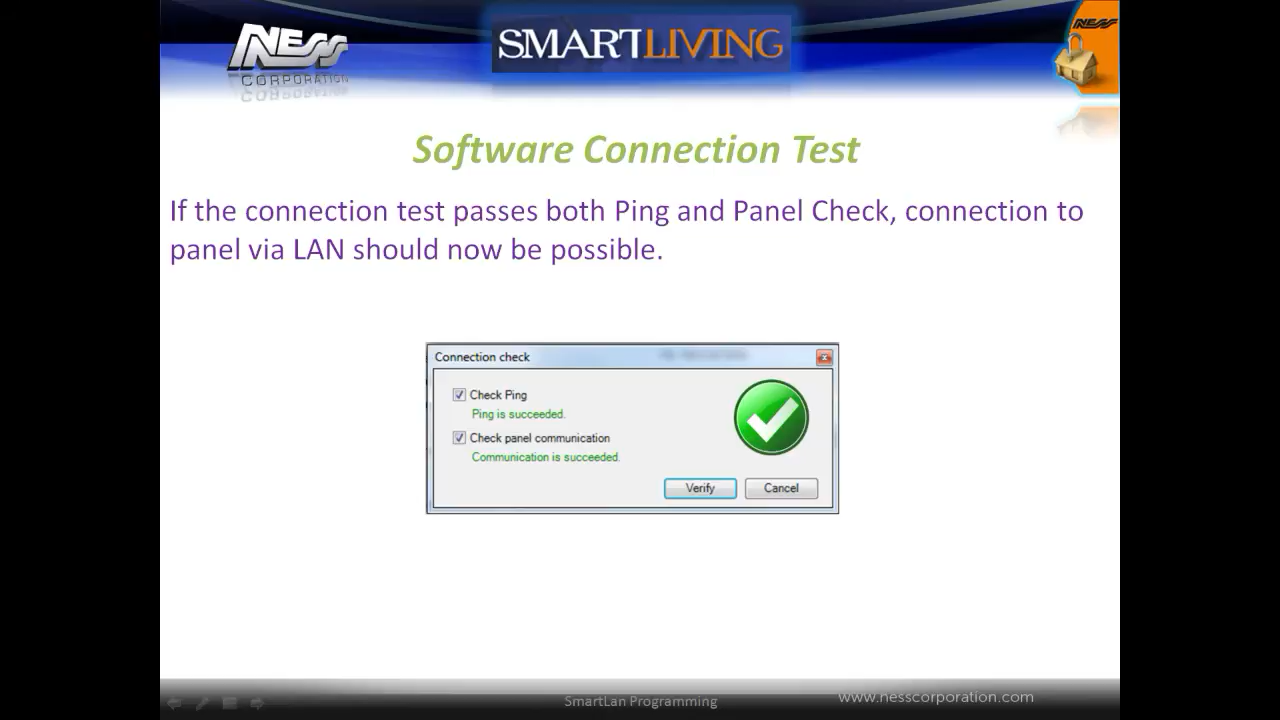 NESS
CORPORATION
SMARTLIVING
NESS
Software Connection Test
If the connection test passes both Ping and Panel Check, connection to
panel via LAN should now be possible.
Connection check
Check Ping
Ping is succeeded.
Check panel communication
Communication is succeeded.
Verify
Cancel
SmartLan Programming
www.nesscorporation.com